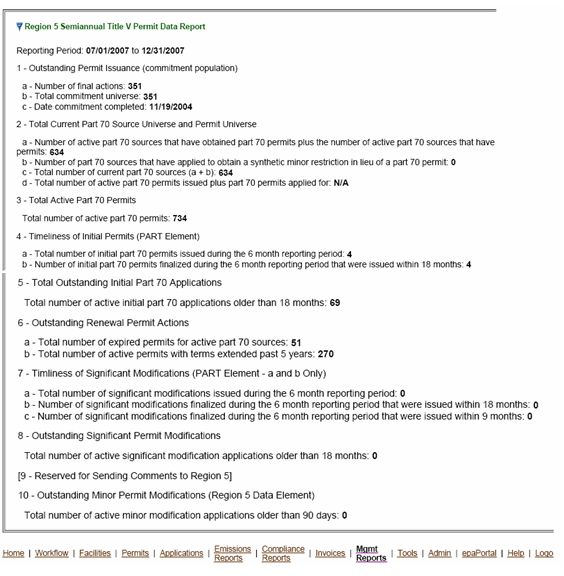 Region 5 Semiannual Title V Permit Data Report
Reporting Period: 07/01/2007 to 12/31/2007
1 - Outstanding Permit Issuance (commitment population)
a - Number of final actions: 351
b - Total commitment universe: 351
c - Date commitment completed: 11/19/2004
2 - Total Current Part 70 Source Universe and Permit Universe
a - Number of active part 70 sources that have obtained part 70 permits plus the number of active part 70 sources that have
permits: 634
b - Number of part 70 sources that have applied to obtain a synthetic minor restriction in lieu of a part 70 permit: 0
c - Total number of current part 70 sources (a + b): 634
d - Total number of active part 70 permits issued plus part 70 permits applied for: N/A
3 - Total Active Part 70 Permits
Total number of active part 70 permits: 734
4 - Timeliness of Initial Permits (PART Element)
a - Total number of initial part 70 permits issued during the 6 month reporting period: 4
b - Number of initial part 70 permits finalized during the 6 month reporting period that were issued within 18 months: 4
5 - Total Outstanding Initial Part 70 Applications
Total number of active initial part 70 applications older than 18 months: 69
6 - Outstanding Renewal Permit Actions
a - Total number of expired permits for active part 70 sources: 51
b - Total number of active permits with terms extended past 5 years: 270
7 - Timliness of Significant Modifications (PART Element - a and b Only)
a - Total number of significant modifications issued during the 6 month reporting period: 0
b - Number of significant modifications finalized during the 6 month reporting period that were issued within 18 months: 0
c - Number of significant modifications finalized during the 6 month reporting period that were issued within 9 months: 0
8 - Outstanding Significant Permit Modifications
Total number of active significant modification applications older than 18 months: 0
[9 - Reserved for Sending Comments to Region 5]
10 - Outstanding Minor Permit Modifications (Region 5 Data Element)
Total number of active minor modification applications older than 90 days: 0
Home | Workflow | Facilities | Permits | Applications | Emissions Reports | Compliance Reports | Invoices | Mgmt Reports | Tools | Admin | epaPortal | Help | Logo